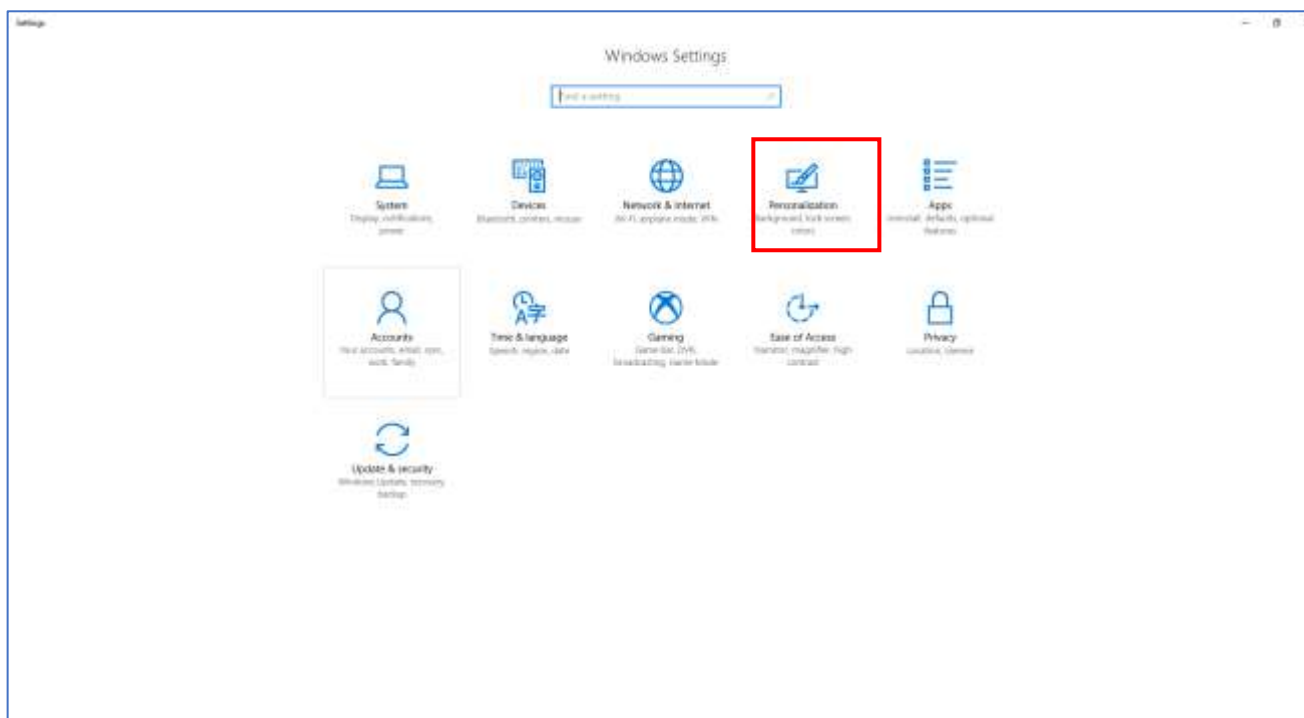 Settings
Windows Settings
Find a setting
System
Display, notifications,
power
Devices
Bluetooth, printers, mouse
Network & Internet
Wi-Fi, airplane mode, VPN
Personalization
Background, lock screen,
colors
Apps
Uninstall, defaults, optional
features
Accounts
Your accounts, email, sync,
work, family
Time & language
Speech, region, date
Gaming
Game bar, DVR,
broadcasting, Game Mode
Ease of Access
Narrator, magnifier, high
contrast
Privacy
Location, camera
Update & security
Windows Update, recovery,
backup